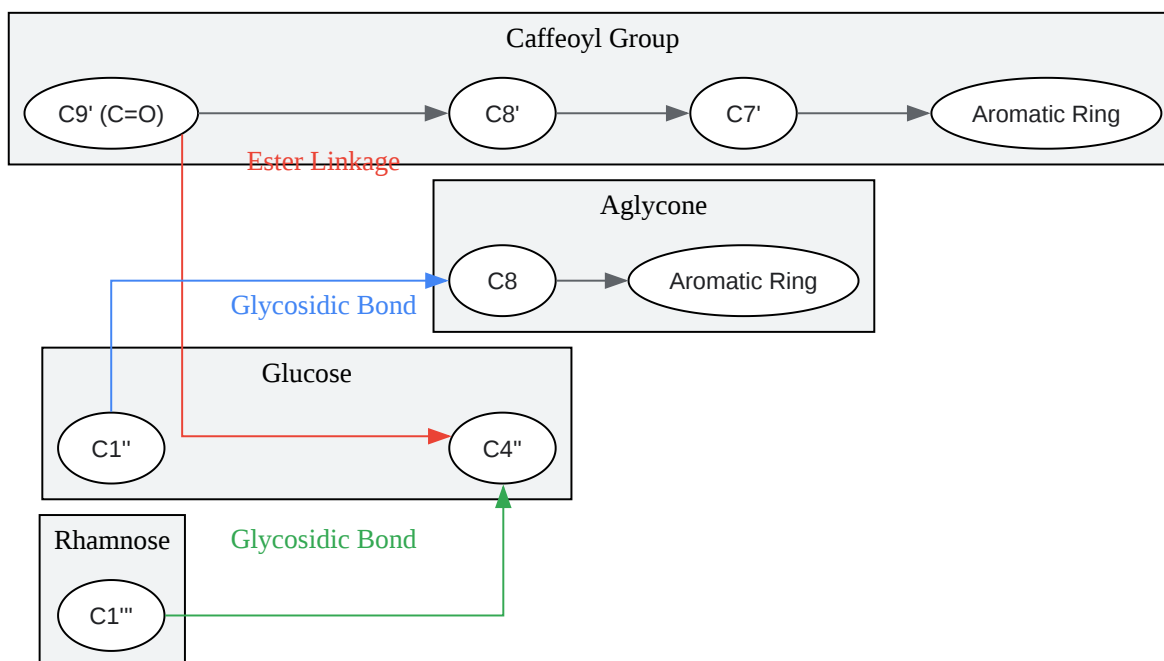 Caffeoyl Group
C9' (C=O)
C8'
C7'
Aromatic Ring
Ester Linkage
Aglycone
C8
Aromatic Ring
Glycosidic Bond
Glucose
C1''
C4''
Rhamnose
Glycosidic Bond
C1'''